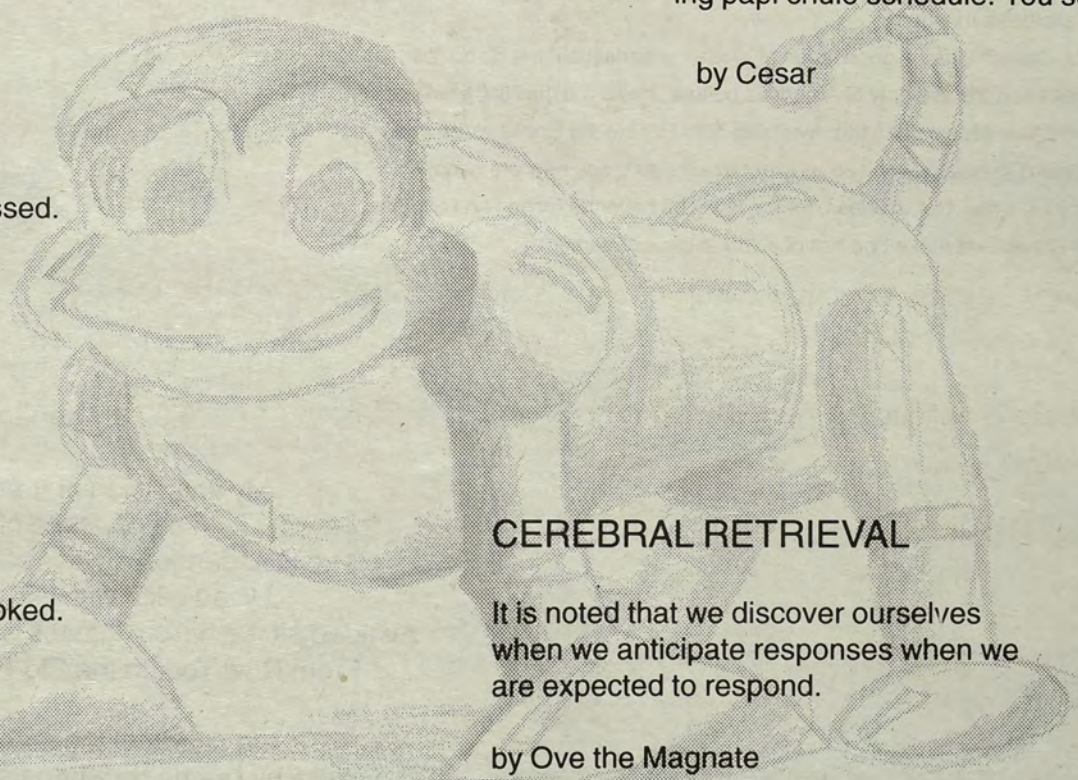 by Cesar
ssed.
oked.
CEREBRAL RETRIEVAL
It is noted that we discover ourselves
when we anticipate responses when we
are expected to respond.
by Ove the Magnate